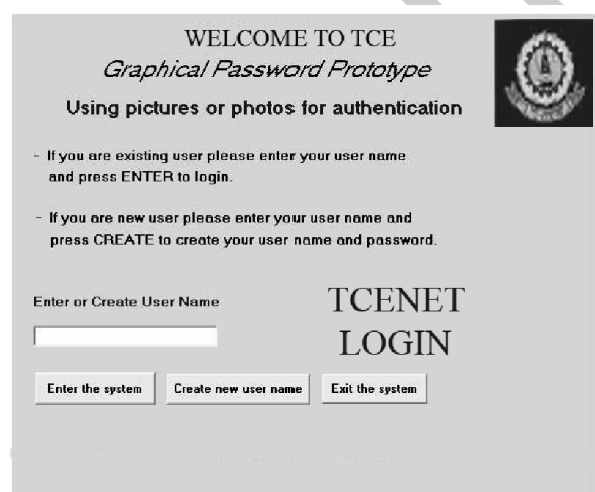 WELCOME TO TCE
Graphical Password Prototype
Using pictures or photos for authentication
- If you are existing user please enter your user name
and press ENTER to login.
- If you are new user please enter your user name and
press CREATE to create your user name and password.
Enter or Create User Name
TCENET
LOGIN
Enter the system
Create new user name
Exit the system